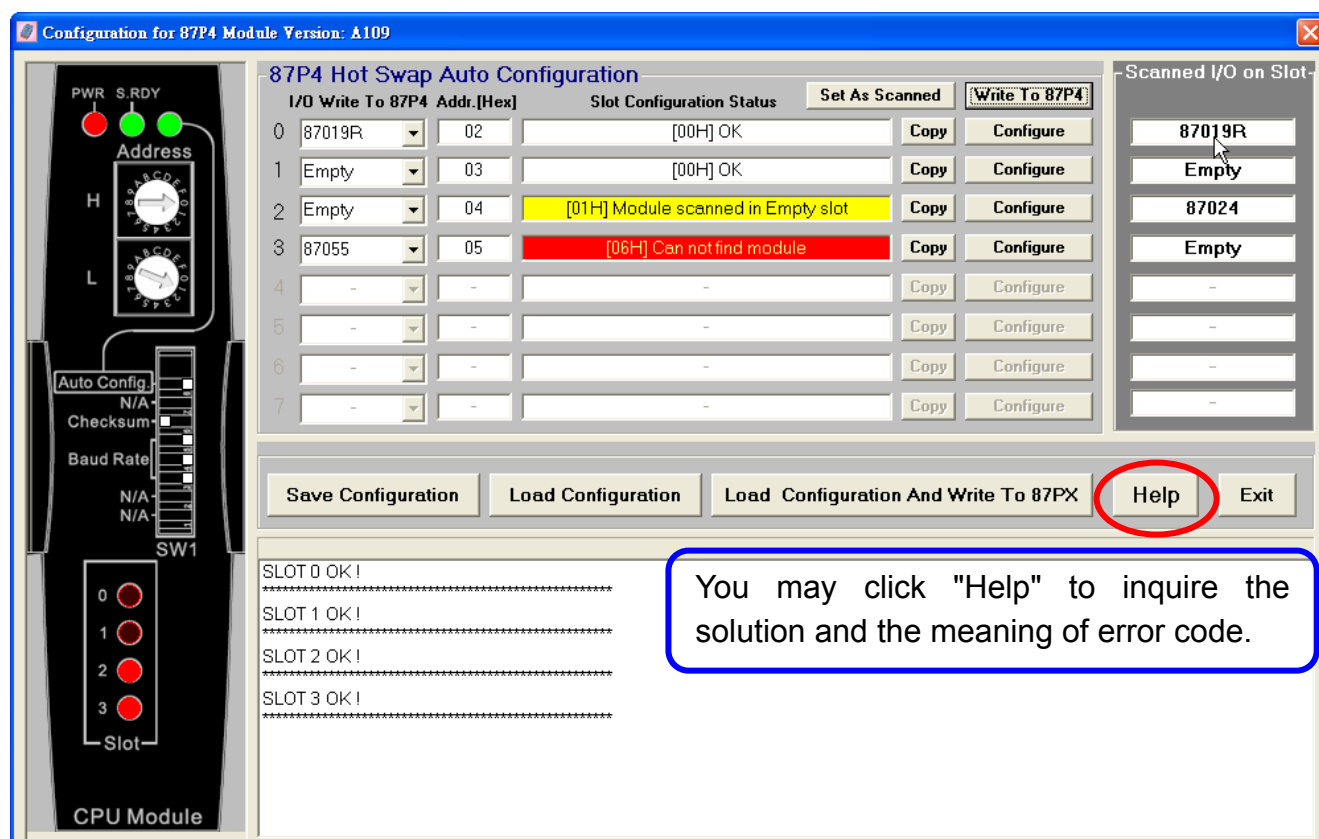 Configuration for 87P4 Module Version: A109
PWR S.RDY
Address
H
L
Auto Config.
N/A
Checksum
Baud Rate
N/A
N/A
SW1
0
1
2
3
Slot
CPU Module
87P4 Hot Swap Auto Configuration
I/O Write To 87P4 Addr.[Hex] Slot Configuration Status Set As Scanned Write To 87P4
Scanned I/O on Slot
0 87019R 02 [00H] OK Copy Configure 87019R
1 Empty 03 [00H] OK Copy Configure Empty
2 Empty 04 [01H] Module scanned in Empty slot Copy Configure 87024
3 87055 05 [06H] Can not find module Copy Configure Empty
4 - - - Copy Configure -
5 - - - Copy Configure -
6 - - - Copy Configure -
7 - - - Copy Configure -
Save Configuration Load Configuration Load Configuration And Write To 87PX Help Exit
SLOT 0 OK !
*****************************************************
SLOT 1 OK !
*****************************************************
SLOT 2 OK !
*****************************************************
SLOT 3 OK !
*****************************************************
You may click "Help" to inquire the
solution and the meaning of error code.